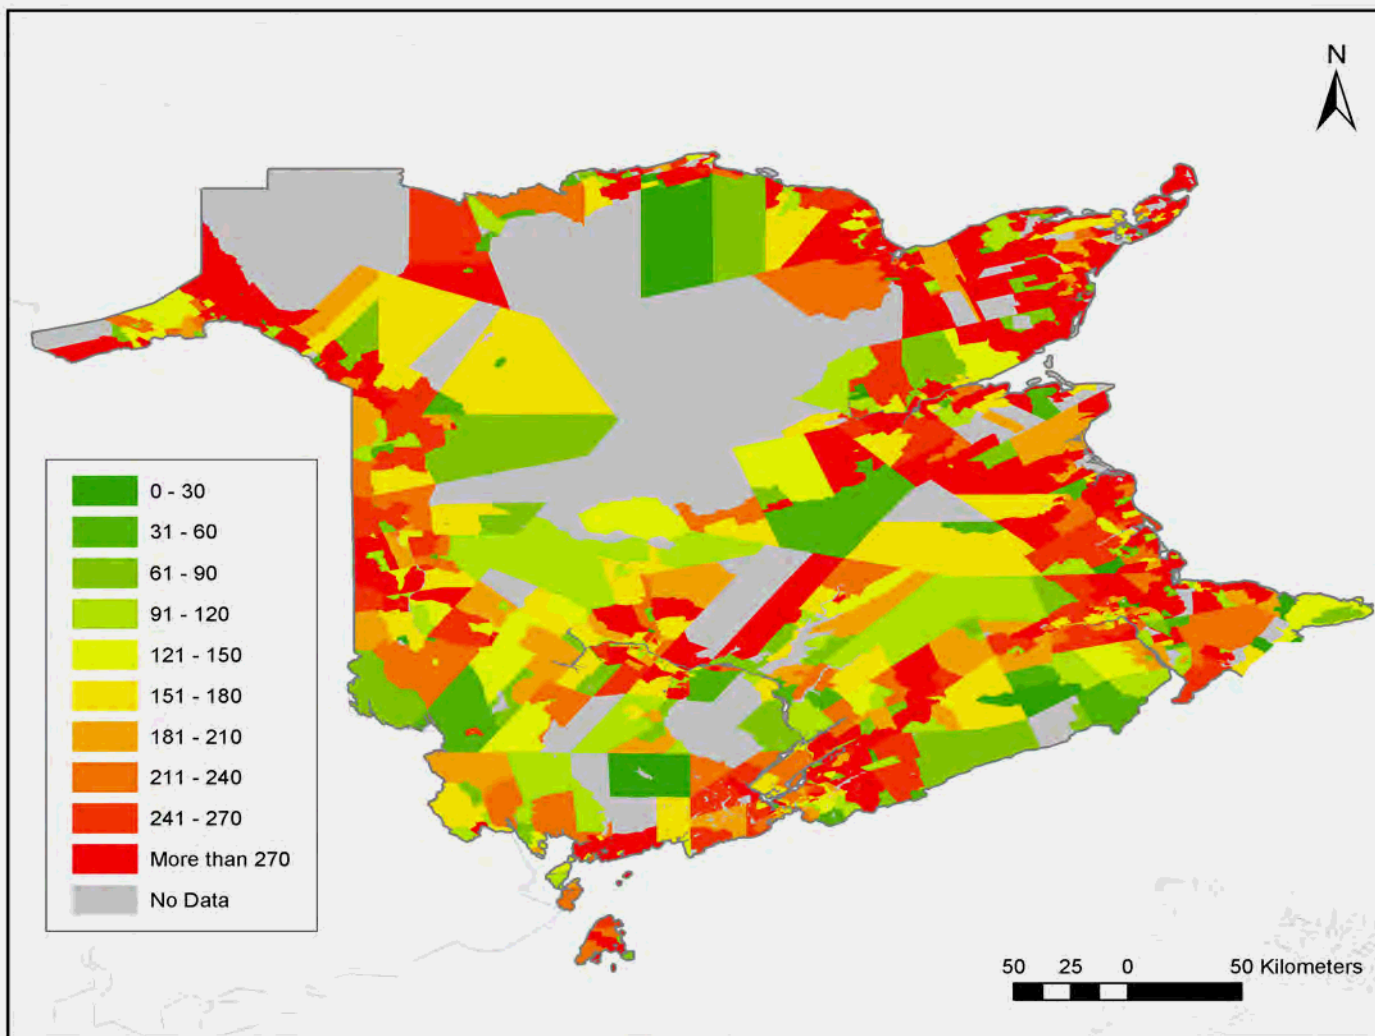 N
0 - 30
31 - 60
61 - 90
91 - 120
121 - 150
151 - 180
181 - 210
211 - 240
241 - 270
More than 270
No Data
50 25 0 50 Kilometers